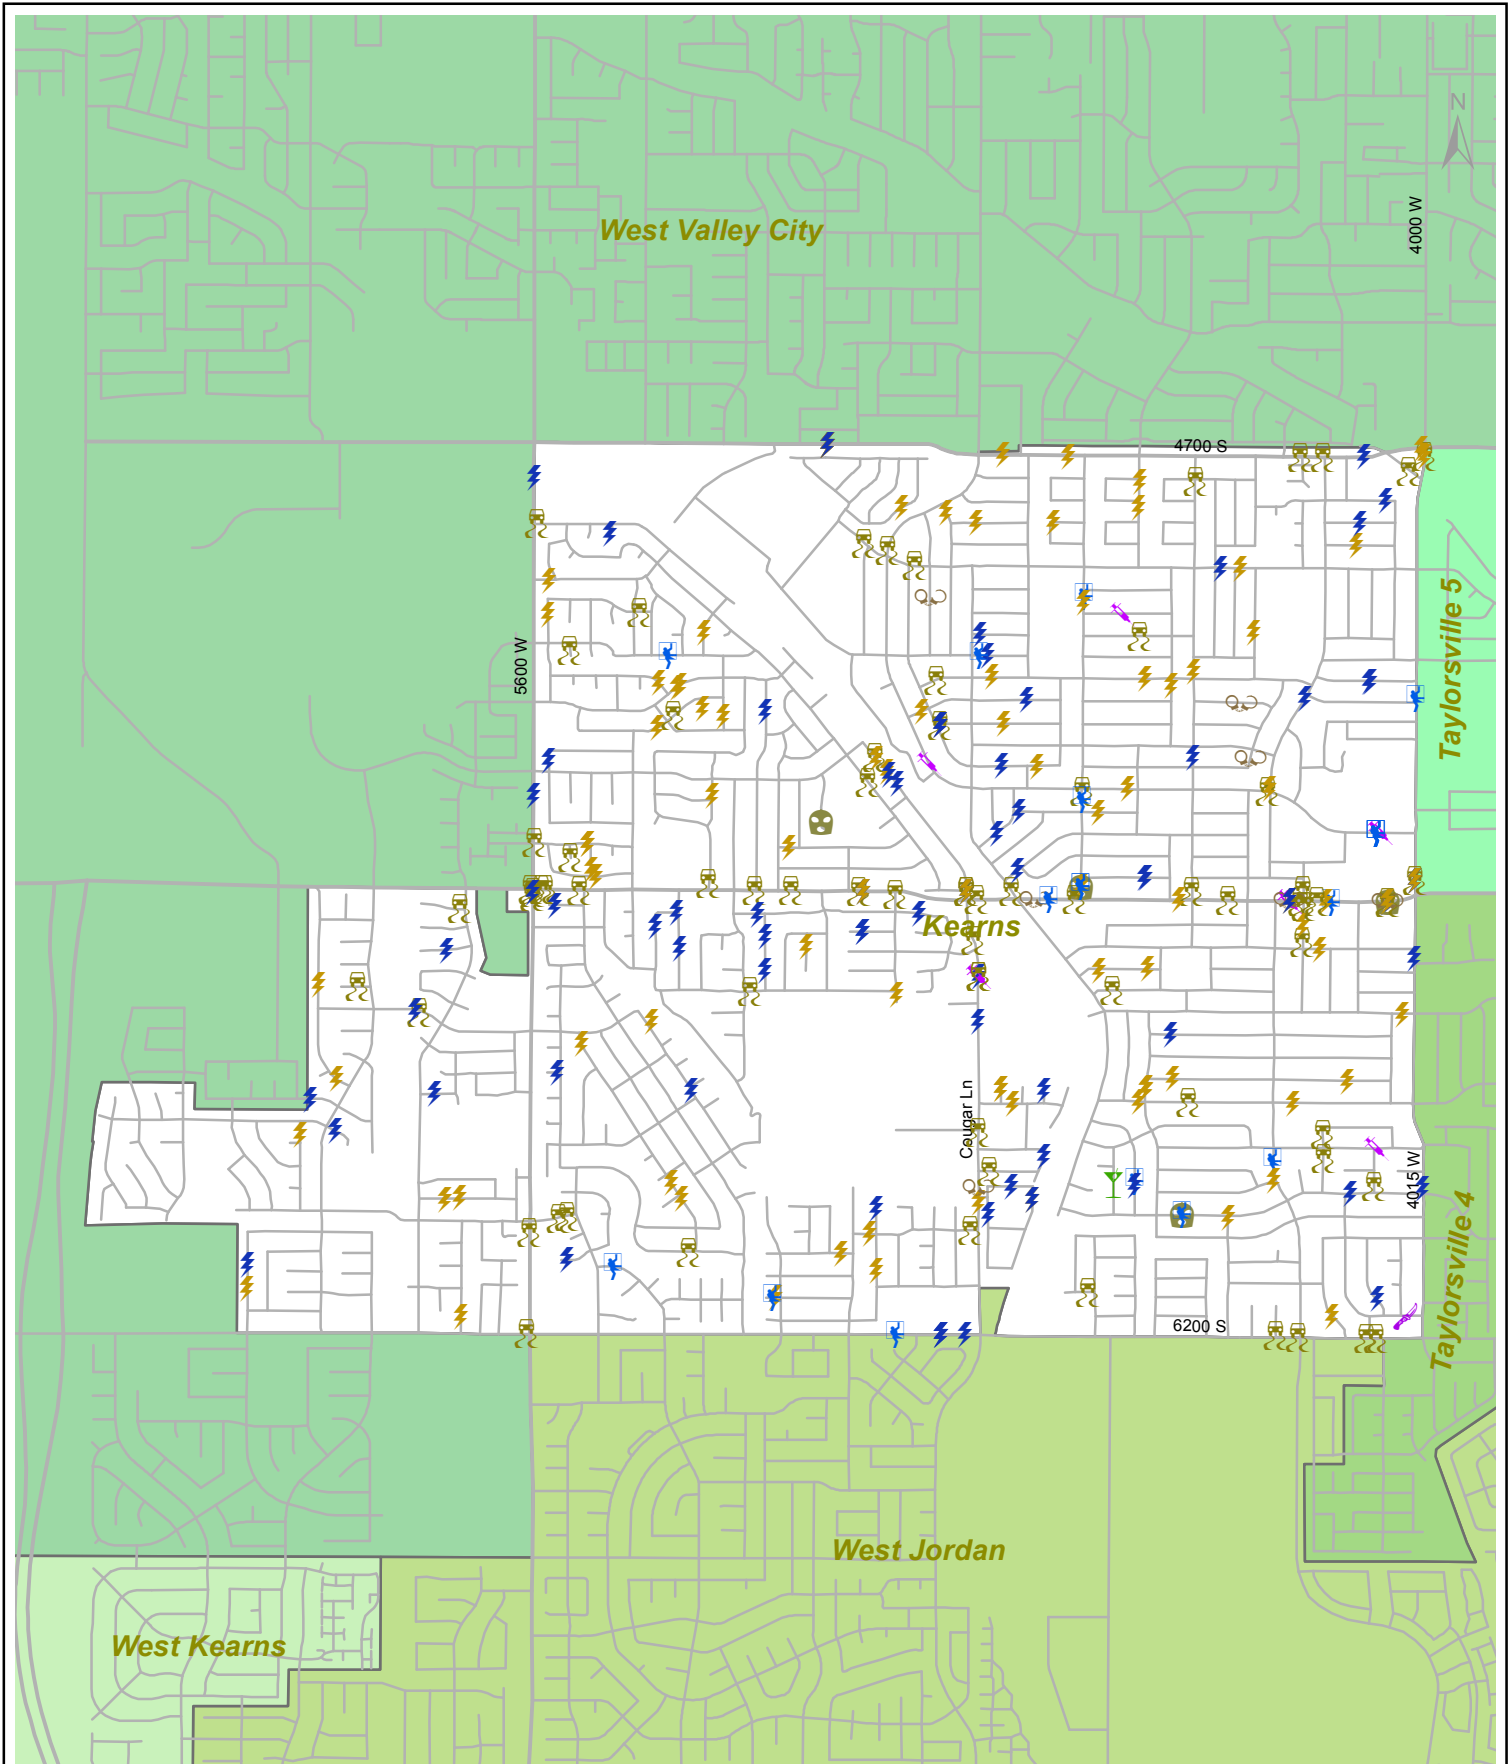 N
4000 W
West Valley City
4700 S
Taylorsville 5
5600 W
Kearns
Cougar Ln
4015 W
Taylorsville 4
6200 S
West Jordan
West Kearns